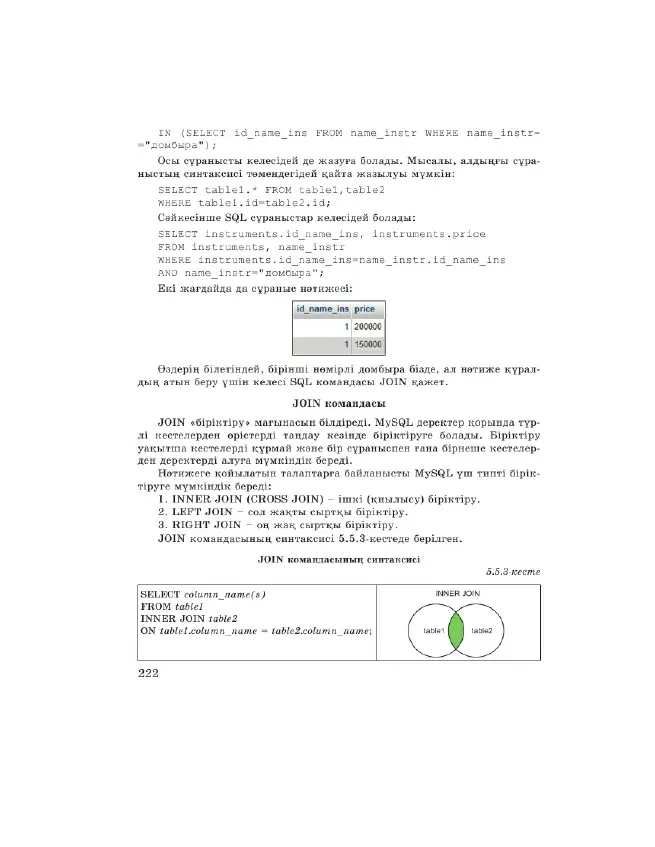 IN (SELECT id_name_ins FROM name_instr WHERE name_instr-
="домбыра");
Осы сұранысты келесідей де жазуға болады. Мысалы, алдыңғы сұра-
ныстың синтаксисі төмендегідей қайта жазылуы мүмкін:
SELECT table1.* FROM table1,table2
WHERE table1.id=table2.id;
Сәйкесінше SQL сұраныстар келесідей болады:
SELECT instruments.id_name_ins, instruments.price
FROM instruments, name_instr
WHERE instruments.id_name_ins=name_instr.id_name_ins
AND name_instr="домбыра";
Екі жағдайда да сұраныс нәтижесі:
id_name_ins price
1 200000
1 150000
Өздерің білетіндей, бірінші нөмірлі домбыра бізде, ал нәтиже құрал-
дың атын беру үшін келесі SQL командасы JOIN қажет.
JOIN командасы
JOIN «біріктіру» мағынасын білдіреді. MySQL деректер қорында түр-
лі кестелерден өрістерді таңдау кезінде біріктіруге болады. Біріктіру
уақытша кестелерді құрмай және бір сұраныспен ғана бірнеше кестелер-
ден деректерді алуға мүмкіндік береді.
Нәтижеге қойылатын талаптарға байланысты MySQL үш типті бірік-
тіруге мүмкіндік береді:
1. INNER JOIN (CROSS JOIN) – ішкі (қиылысу) біріктіру.
2. LEFT JOIN – сол жақты сыртқы біріктіру.
3. RIGHT JOIN – оң жақ сыртқы біріктіру.
JOIN командасының синтаксисі 5.5.3-кестеде берілген.
JOIN командасының синтаксисі
5.5.3-кесте
SELECT column_name(s)
FROM table1
INNER JOIN table2
ON table1.column_name = table2.column_name;
INNER JOIN
table1 table2
222